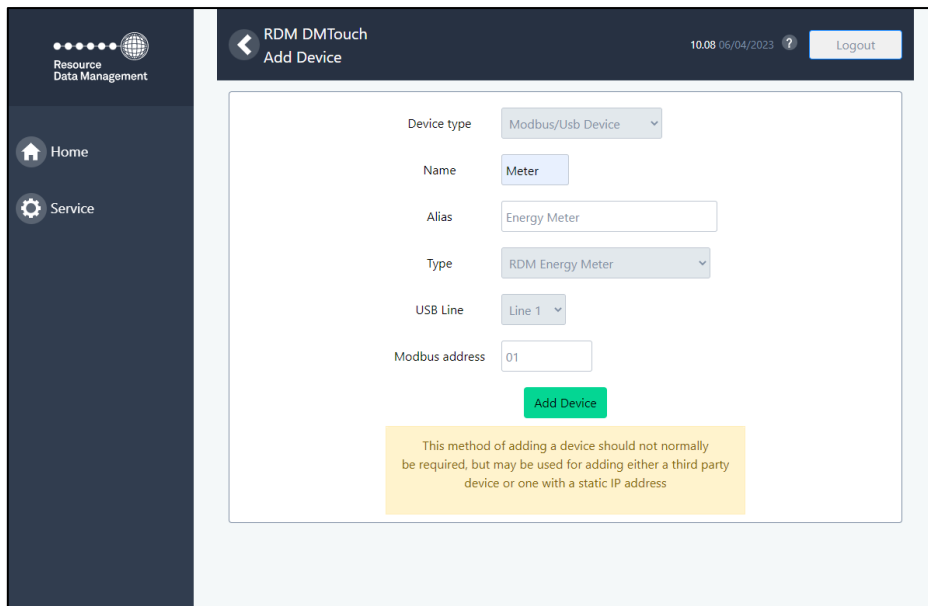 Resource
Data Management
Home
Service
RDM DMTouch
Add Device
10.08 06/04/2023 ?
Logout
Device type Modbus/Usb Device
Name Meter
Alias Energy Meter
Type RDM Energy Meter
USB Line Line 1
Modbus address 01
Add Device
This method of adding a device should not normally
be required, but may be used for adding either a third party
device or one with a static IP address